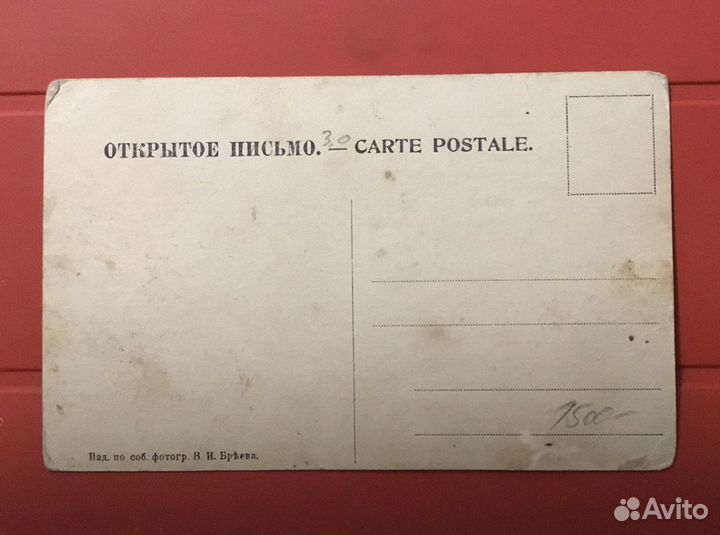 ОТКРЫТОЕ ПИСЬМО. — CARTE POSTALE.
30
1500-
Изд. по соб. фотогр. В. И. Брѣева.
Avito